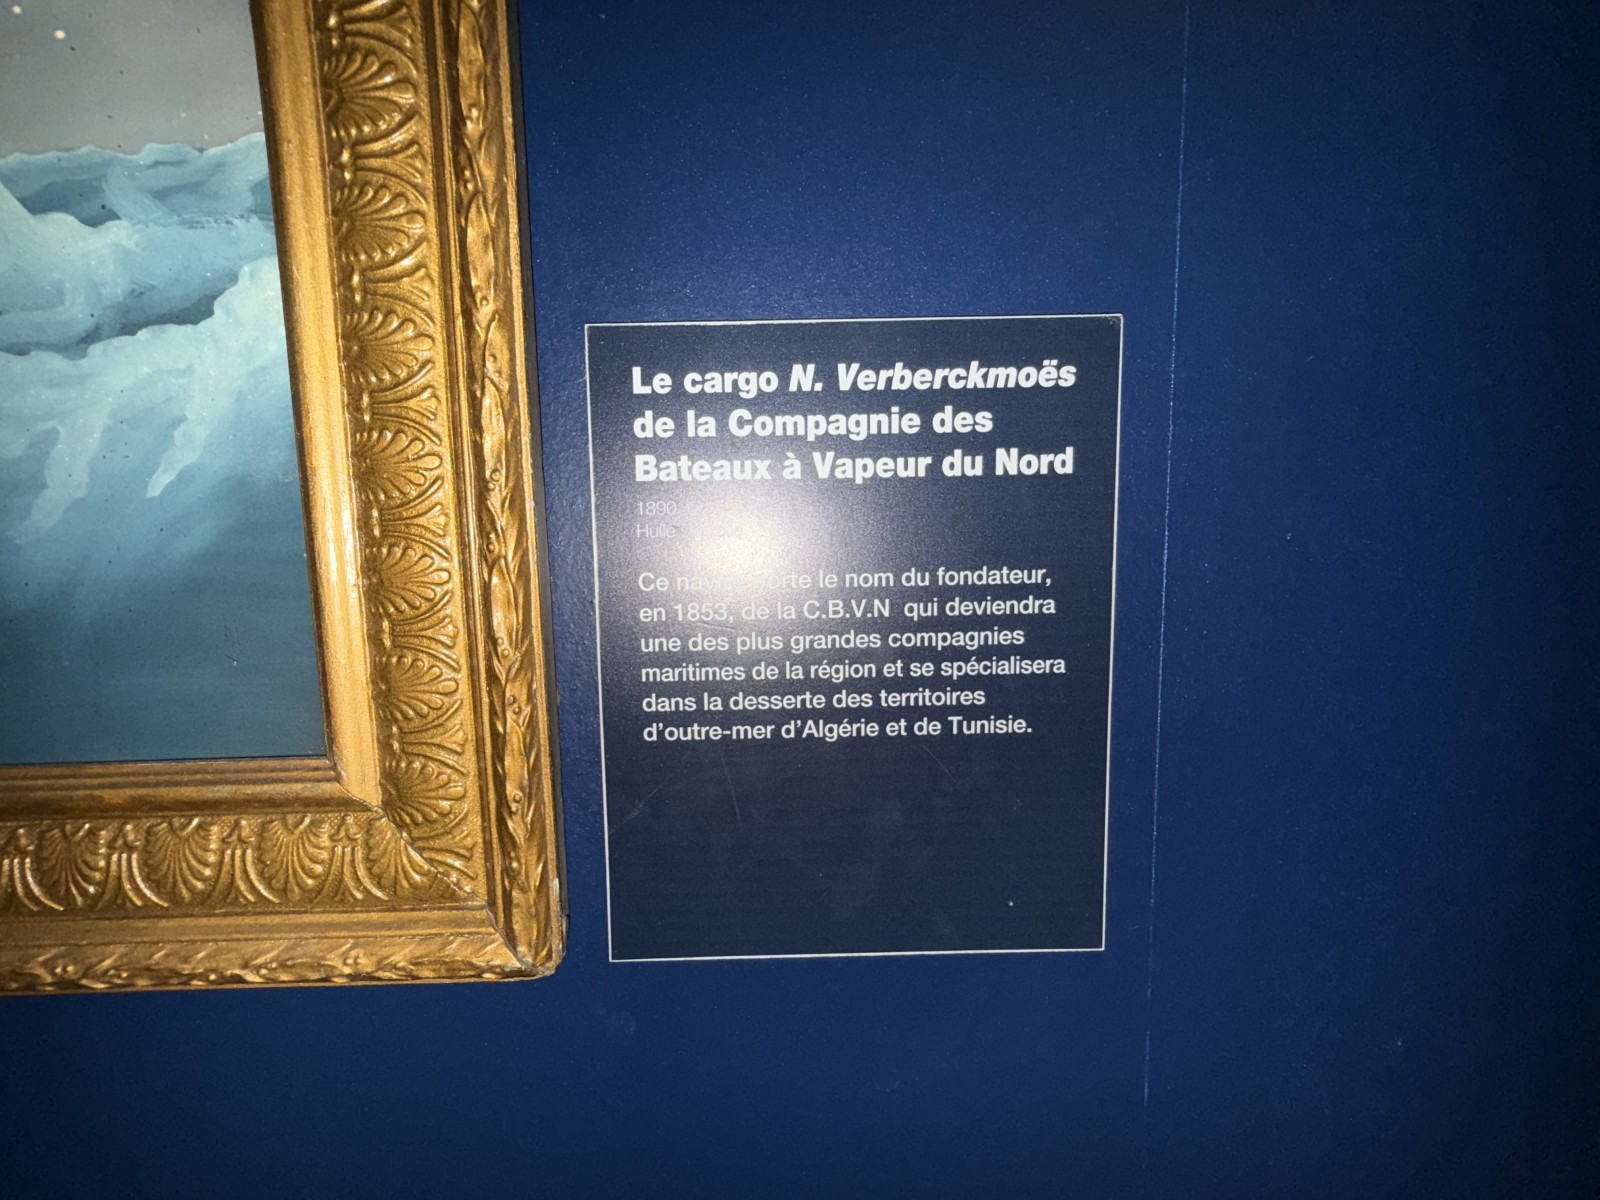 Le cargo N. Verberckmoës
de la Compagnie des
Bateaux à Vapeur du Nord
1890
Huile
Ce navire porte le nom du fondateur,
en 1853, de la C.B.V.N qui deviendra
une des plus grandes compagnies
maritimes de la région et se spécialisera
dans la desserte des territoires
d’outre-mer d’Algérie et de Tunisie.